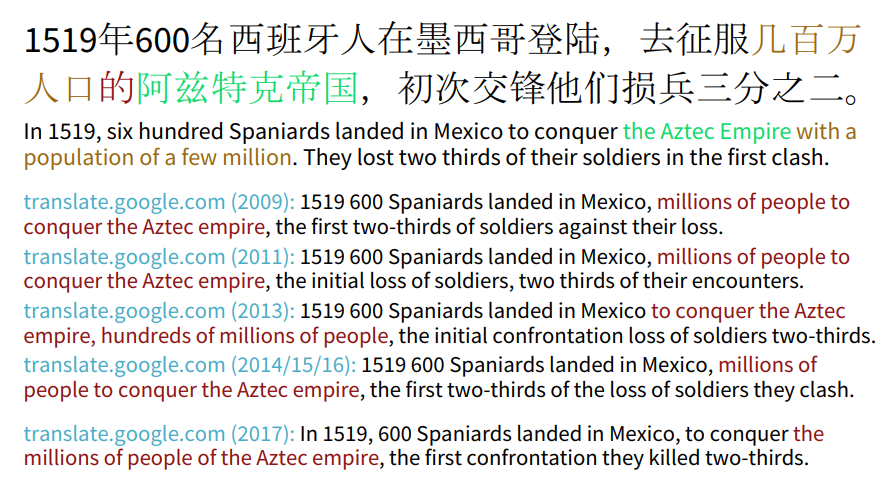 1519年600名西班牙人在墨西哥登陆，去征服几百万
人口的阿兹特克帝国，初次交锋他们损兵三分之二。
In 1519, six hundred Spaniards landed in Mexico to conquer the Aztec Empire with a
population of a few million. They lost two thirds of their soldiers in the first clash.
translate.google.com (2009): 1519 600 Spaniards landed in Mexico, millions of people to
conquer the Aztec empire, the first two-thirds of soldiers against their loss.
translate.google.com (2011): 1519 600 Spaniards landed in Mexico, millions of people to
conquer the Aztec empire, the initial loss of soldiers, two thirds of their encounters.
translate.google.com (2013): 1519 600 Spaniards landed in Mexico to conquer the Aztec
empire, hundreds of millions of people, the initial confrontation loss of soldiers two-thirds.
translate.google.com (2014/15/16): 1519 600 Spaniards landed in Mexico, millions of
people to conquer the Aztec empire, the first two-thirds of the loss of soldiers they clash.
translate.google.com (2017): In 1519, 600 Spaniards landed in Mexico, to conquer the
millions of people of the Aztec empire, the first confrontation they killed two-thirds.